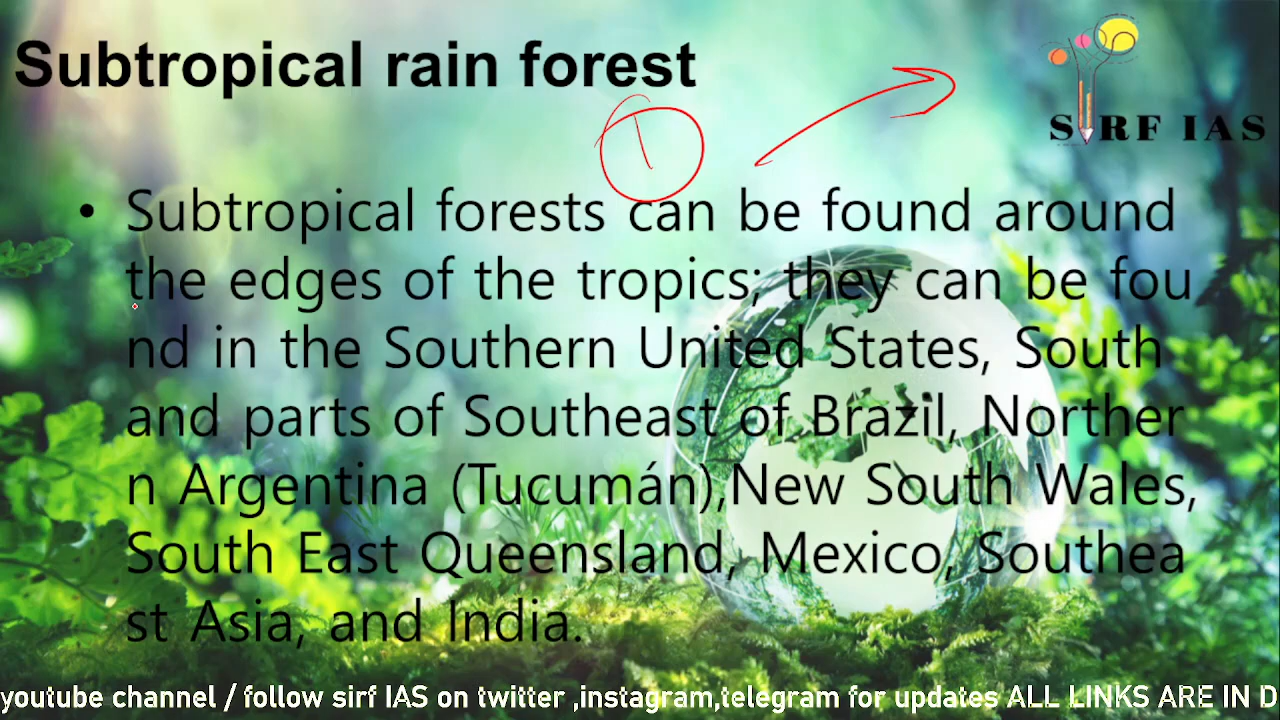 Subtropical rain forest
SIRF IAS
1
• Subtropical forests can be found around
the edges of the tropics; they can be fou
nd in the Southern United States, South
and parts of Southeast of Brazil, Norther
n Argentina (Tucumán),New South Wales,
South East Queensland, Mexico, Southea
st Asia, and India.
youtube channel / follow sirf IAS on twitter ,instagram,telegram for updates ALL LINKS ARE IN D